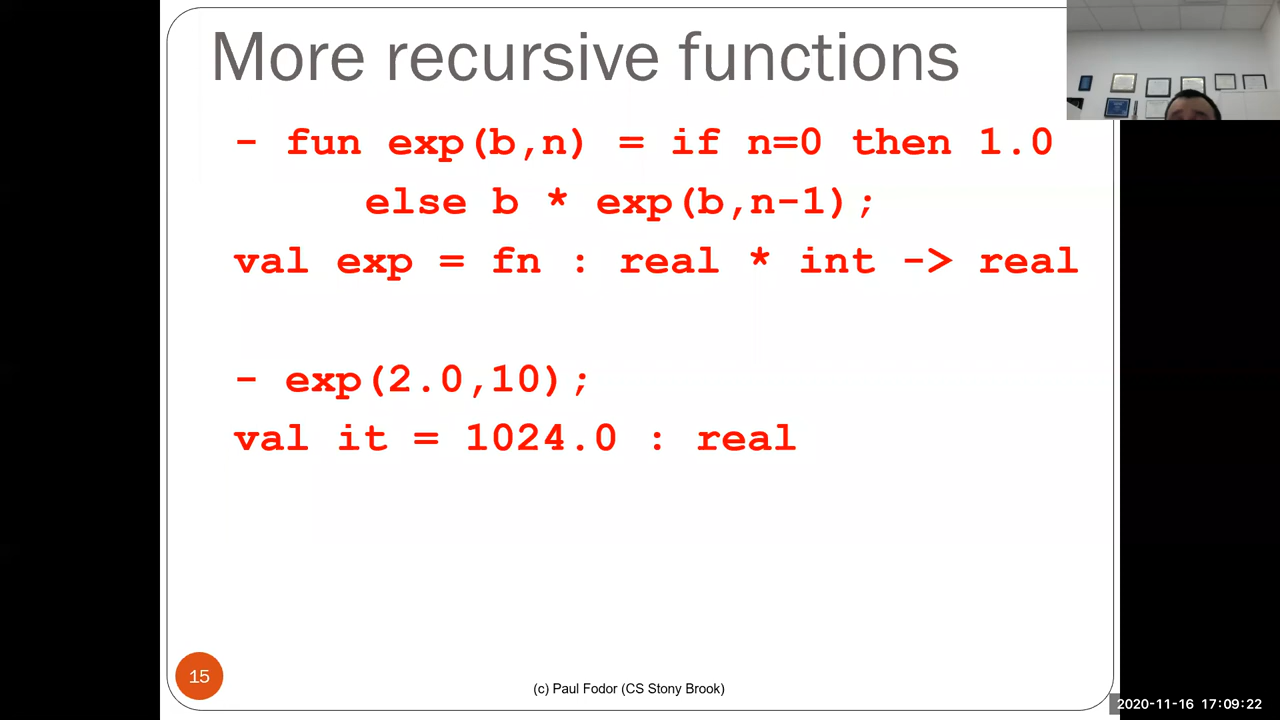 More recursive functions
- fun exp(b,n) = if n=0 then 1.0
else b * exp(b,n-1);
val exp = fn : real * int -> real
- exp(2.0,10);
val it = 1024.0 : real
15
(c) Paul Fodor (CS Stony Brook)
2020-11-16 17:09:22